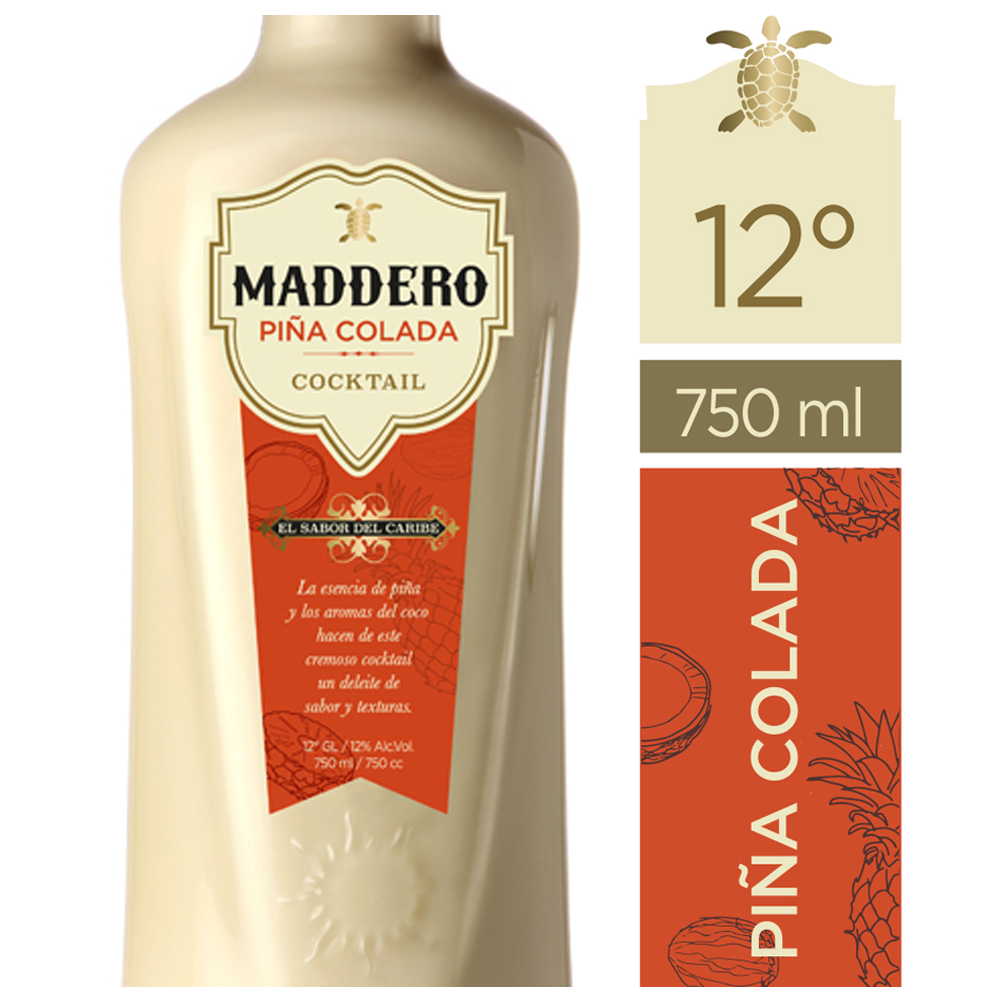 MADDERO
PIÑA COLADA
COCKTAIL
EL SABOR DEL CARIBE
La esencia de piña
y los aromas del coco
hacen de este
cremoso cocktail
un deleite de
sabor y texturas.
12° GL / 12% AlcVol.
750 ml / 750 cc
12°
750 ml
PIÑA COLADA